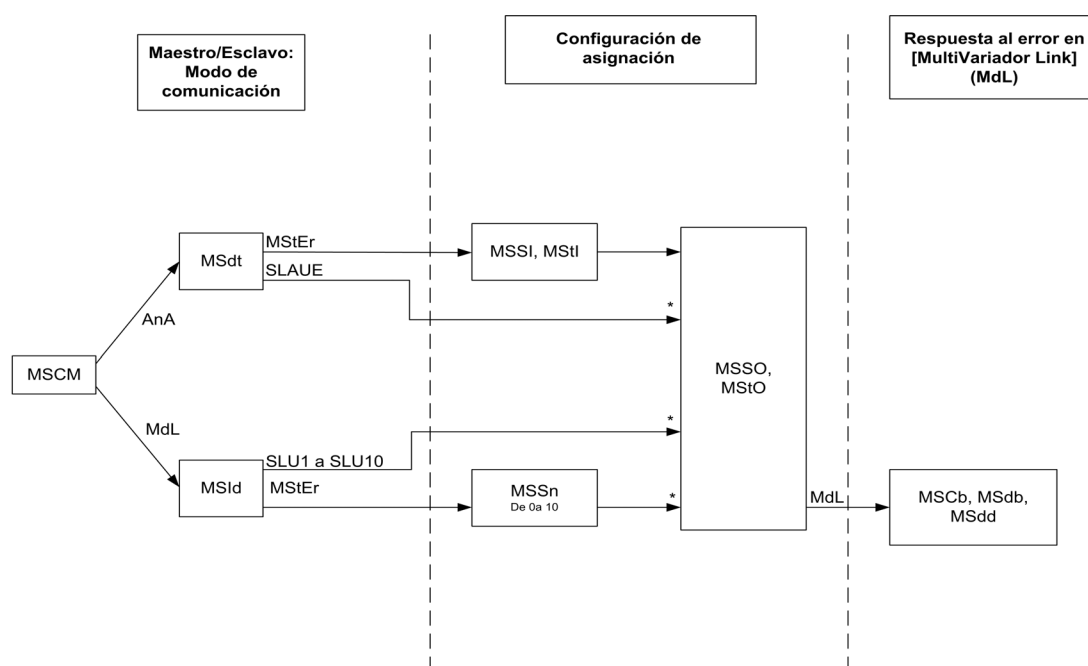 Maestro/Esclavo:
Modo de
comunicación
Configuración de
asignación
Respuesta al error en
[MultiVariador Link]
(MdL)
MSdt
MStEr
SLAUE
MSSI, MStI
*
AnA
MSCM
MSSO,
MStO
MdL
*
SLU1 a SLU10
MSId
MStEr
MSSn
De 0a 10
*
MdL
MSCb, MSdb,
MSdd